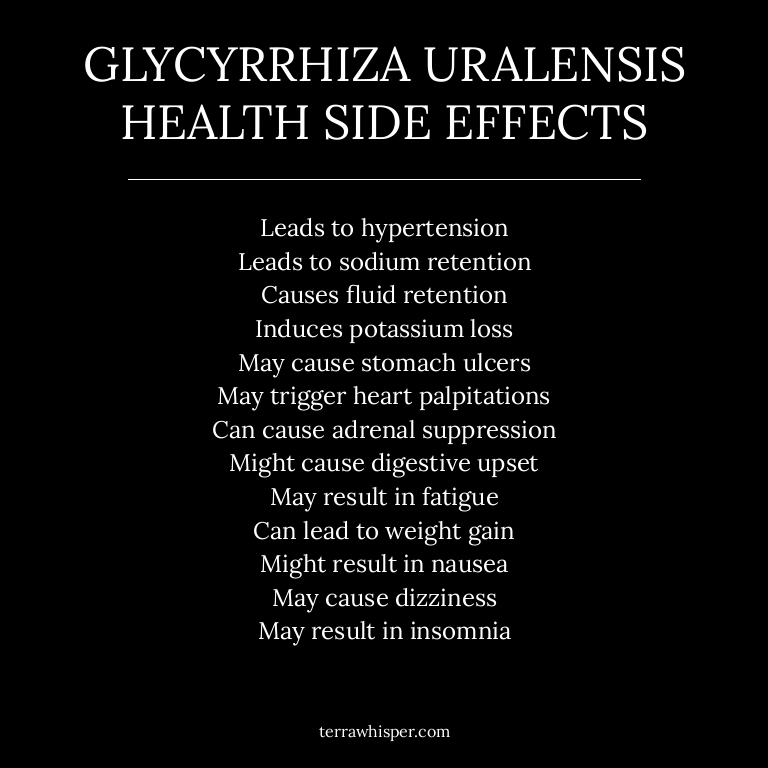 GLYCYRRHIZA URALENSIS
HEALTH SIDE EFFECTS
Leads to hypertension
Leads to sodium retention
Causes fluid retention
Induces potassium loss
May cause stomach ulcers
May trigger heart palpitations
Can cause adrenal suppression
Might cause digestive upset
May result in fatigue
Can lead to weight gain
Might result in nausea
May cause dizziness
May result in insomnia
terrawhisper.com